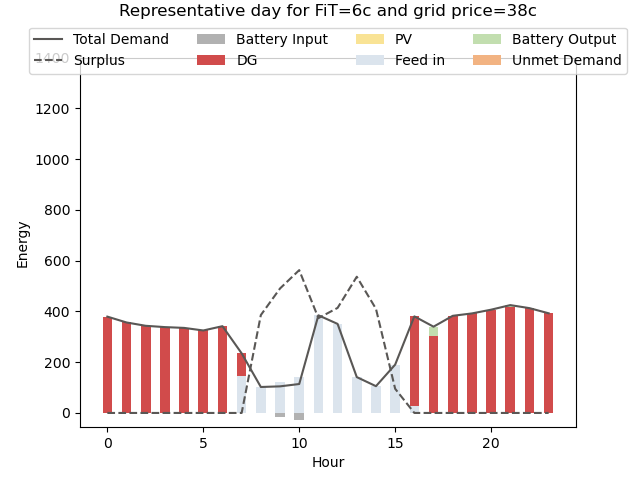 Representative day for FiT=6c and grid price=38c
Total Demand Battery Input PV Battery Output
Surplus DG Feed in Unmet Demand
1400
1200
1000
800
600
400
200
0
Energy
0 5 10 15 20
Hour